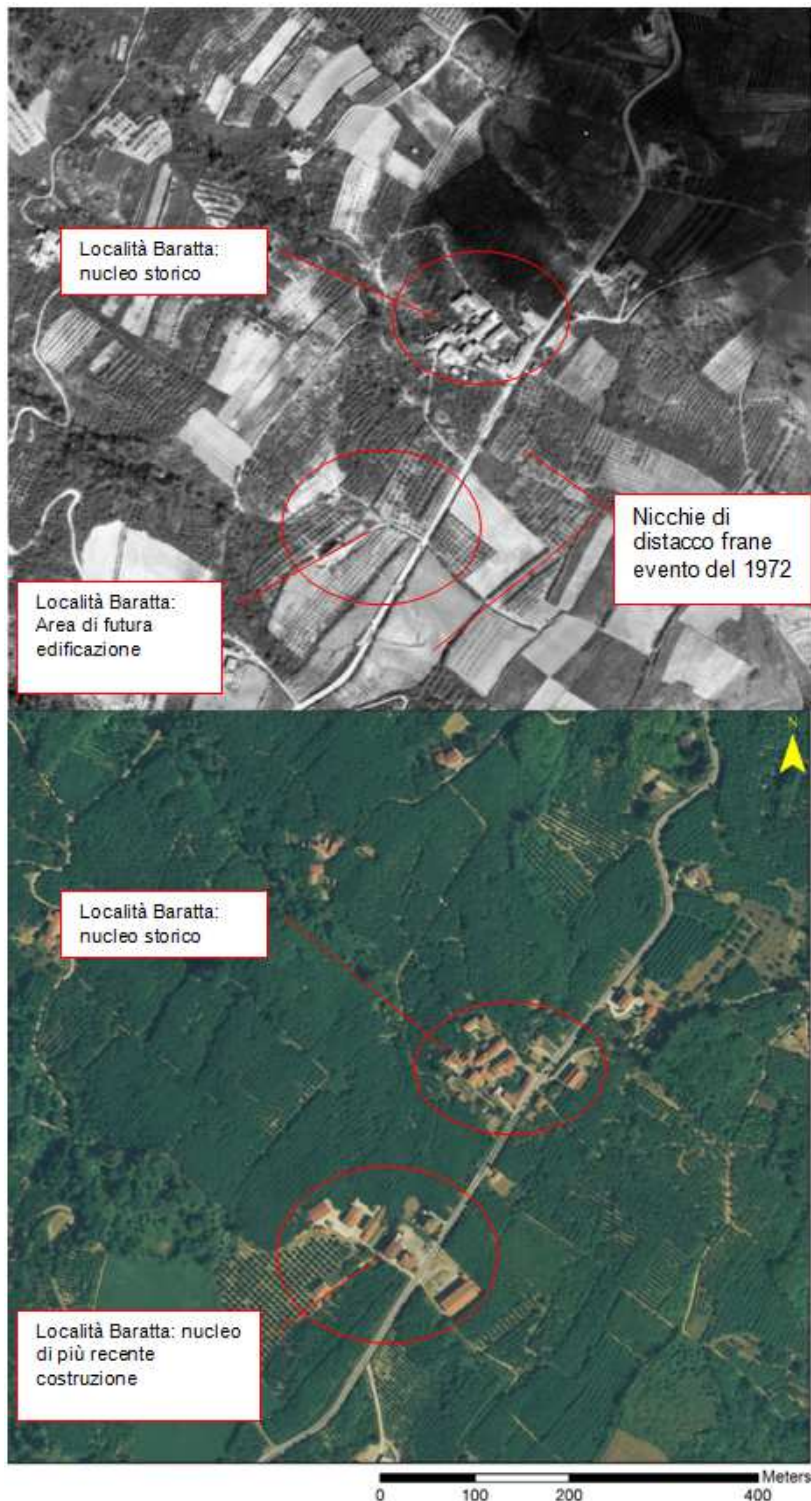 Località Baratta:
nucleo storico
Nicchie di
distacco frane
evento del 1972
Località Baratta:
Area di futura
edificazione
N
Località Baratta:
nucleo storico
Località Baratta: nucleo
di più recente
costruzione
Meters
0 100 200 400